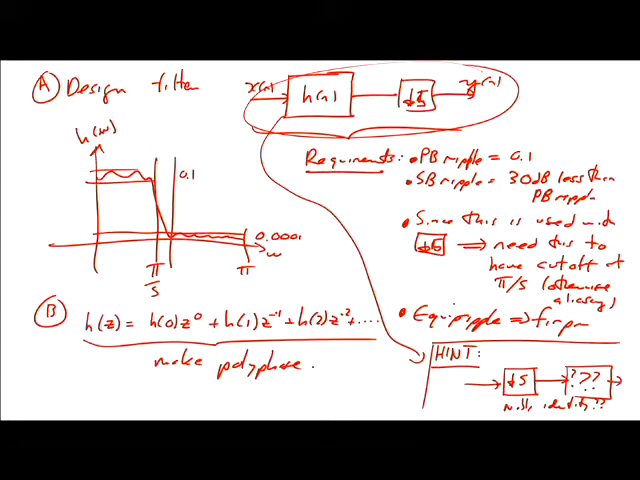 A Design filter
x(n) h(n) ↓5 y(n)
h(w)
0.1
0.0001
w
π/5 π
Requirements: • PB ripple = 0.1
• SB ripple = 30dB less than
PB ripple
• Since this is used with
↓5 ⟹ need this to
have cutoff at
π/5 (otherwise
aliasing)
• Equiripple ⟹ firpm
B h(z) = h(0)z⁰ + h(1)z⁻¹ + h(2)z⁻² + ....
make polyphase.
HINT:
↓5 ???
noble identity??